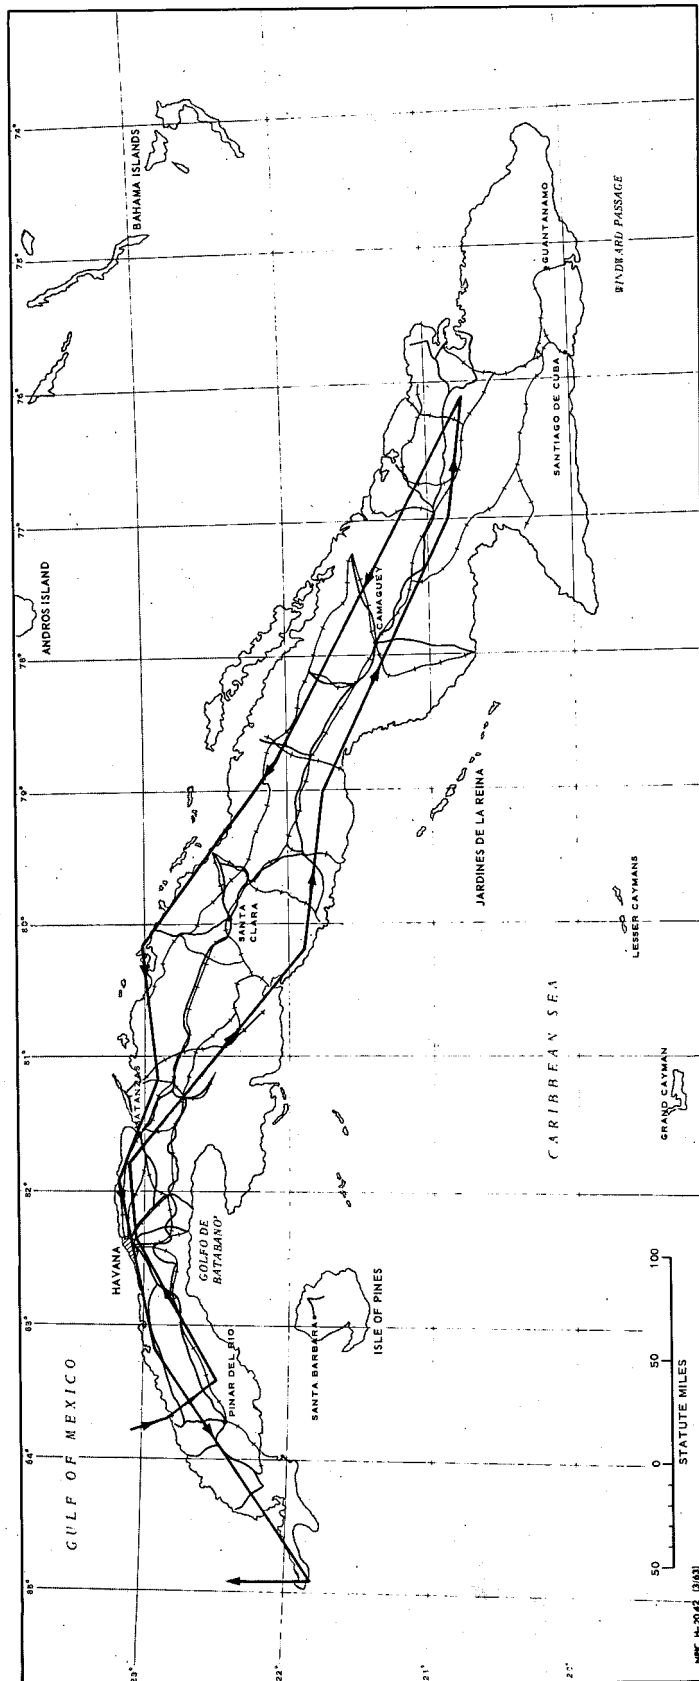 74°
75°
76°
77°
78°
79°
80°
81°
82°
83°
84°
85°
23°
22°
21°
20°
GULF OF MEXICO
HAVANA
MATANZAS
ANDROS ISLAND
BAHAMA ISLANDS
PINAR DEL RIO
GOLFO DE
BATABANO'
SANTA
CLARA
CAMAGUEY
SANTIAGO DE CUBA
GUANTANAMO
WINDWARD PASSAGE
SANTA BARBARA
ISLE OF PINES
JARDINES DE LA REINA
CARIBBEAN SEA
LESSER CAYMANS
GRAND CAYMAN
50 0 50 100
STATUTE MILES